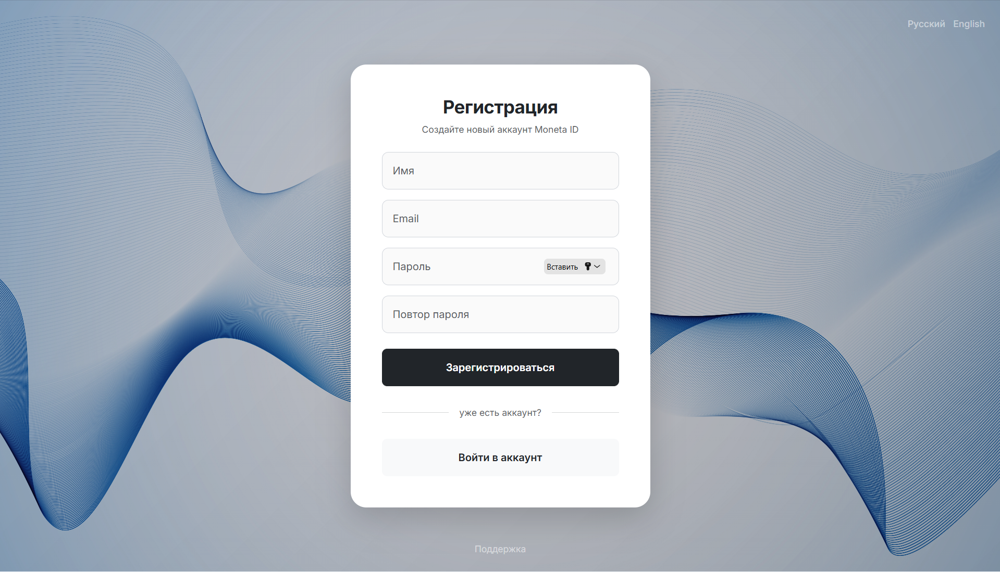 Русский English
Регистрация
Создайте новый аккаунт Moneta ID
Имя
Email
Пароль
Вставить
Повтор пароля
Зарегистрироваться
уже есть аккаунт?
Войти в аккаунт
Поддержка